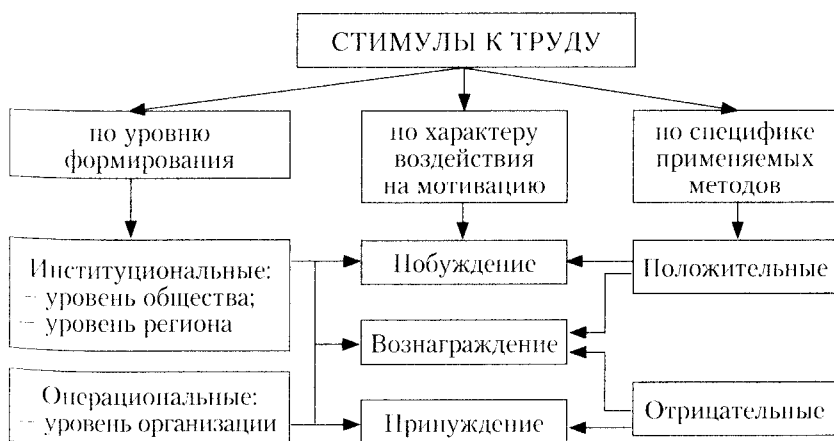 СТИМУЛЫ К ТРУДУ
по уровню
формирования
по характеру
воздействия
на мотивацию
по специфике
применяемых
методов
Институциональные:
– уровень общества;
– уровень региона
Операциональные:
– уровень организации
Побуждение
Вознаграждение
Принуждение
Положительные
Отрицательные